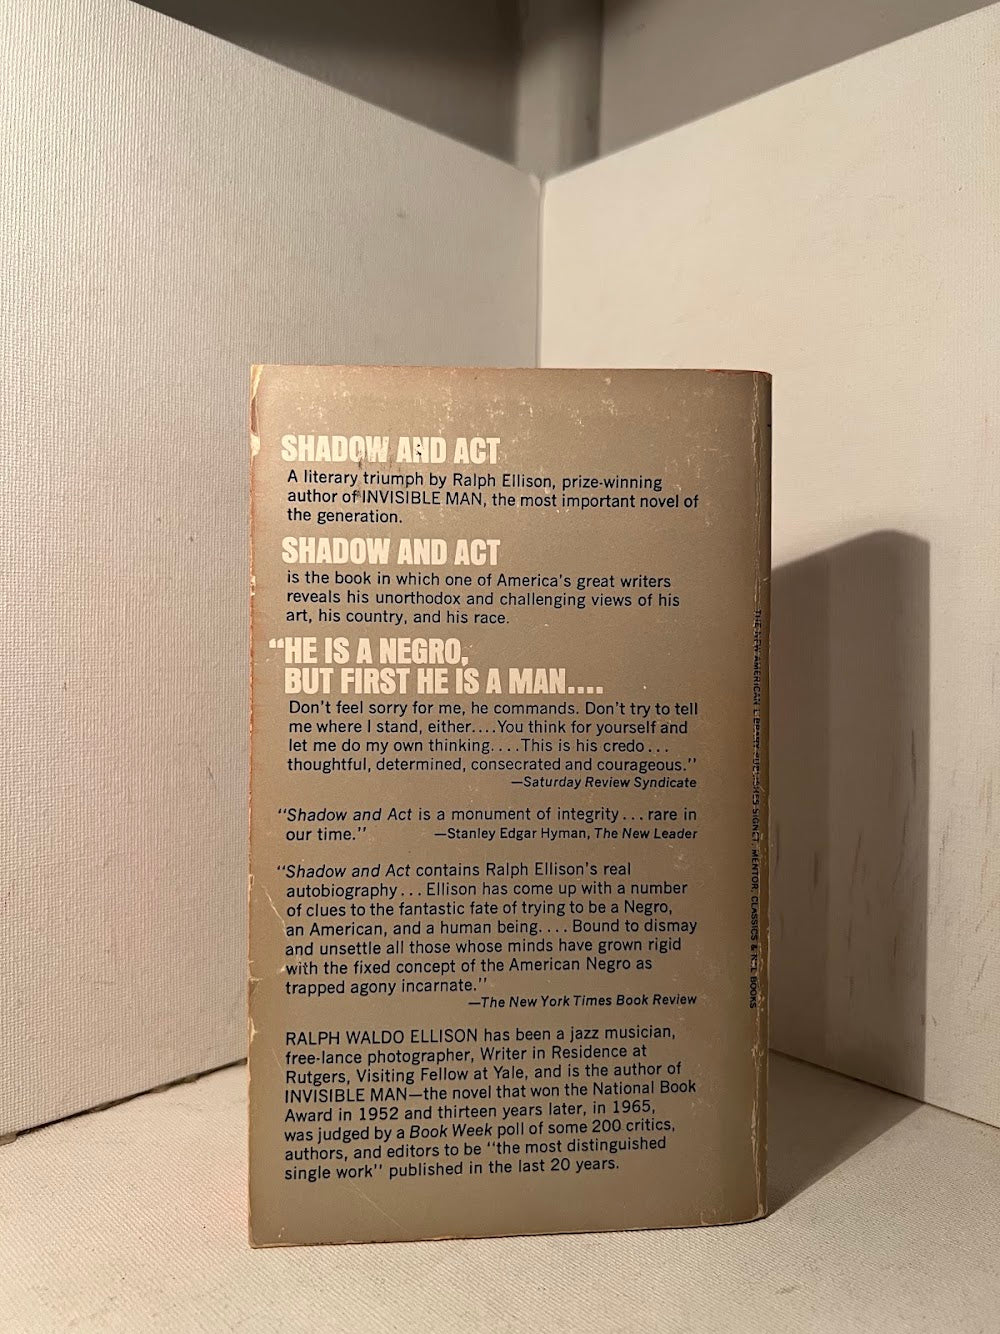 SHADOW AND ACT
A literary triumph by Ralph Ellison, prize-winning
author of INVISIBLE MAN, the most important novel of
the generation.
SHADOW AND ACT
is the book in which one of America's great writers
reveals his unorthodox and challenging views of his
art, his country, and his race.
“HE IS A NEGRO,
BUT FIRST HE IS A MAN....
Don't feel sorry for me, he commands. Don't try to tell
me where I stand, either....You think for yourself and
let me do my own thinking....This is his credo...
thoughtful, determined, consecrated and courageous.”
—Saturday Review Syndicate
“Shadow and Act is a monument of integrity...rare in
our time.” —Stanley Edgar Hyman, The New Leader
“Shadow and Act contains Ralph Ellison's real
autobiography...Ellison has come up with a number
of clues to the fantastic fate of trying to be a Negro,
an American, and a human being....Bound to dismay
and unsettle all those whose minds have grown rigid
with the fixed concept of the American Negro as
trapped agony incarnate.”
—The New York Times Book Review
RALPH WALDO ELLISON has been a jazz musician,
free-lance photographer, Writer in Residence at
Rutgers, Visiting Fellow at Yale, and is the author of
INVISIBLE MAN—the novel that won the National Book
Award in 1952 and thirteen years later, in 1965,
was judged by a Book Week poll of some 200 critics,
authors, and editors to be “the most distinguished
single work” published in the last 20 years.
THE NEW AMERICAN LIBRARY PUBLISHES SIGNET, MENTOR, CLASSICS & BOOKS